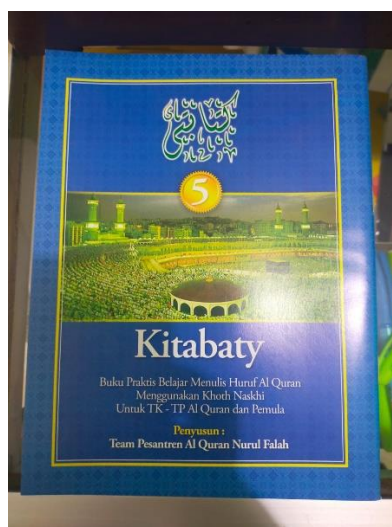 كتابتي
5
Kitabaty
Buku Praktis Belajar Menulis Huruf Al Quran
Menggunakan Khoth Naskhi
Untuk TK - TP Al Quran dan Pemula
Penyusun :
Team Pesantren Al Quran Nurul Falah